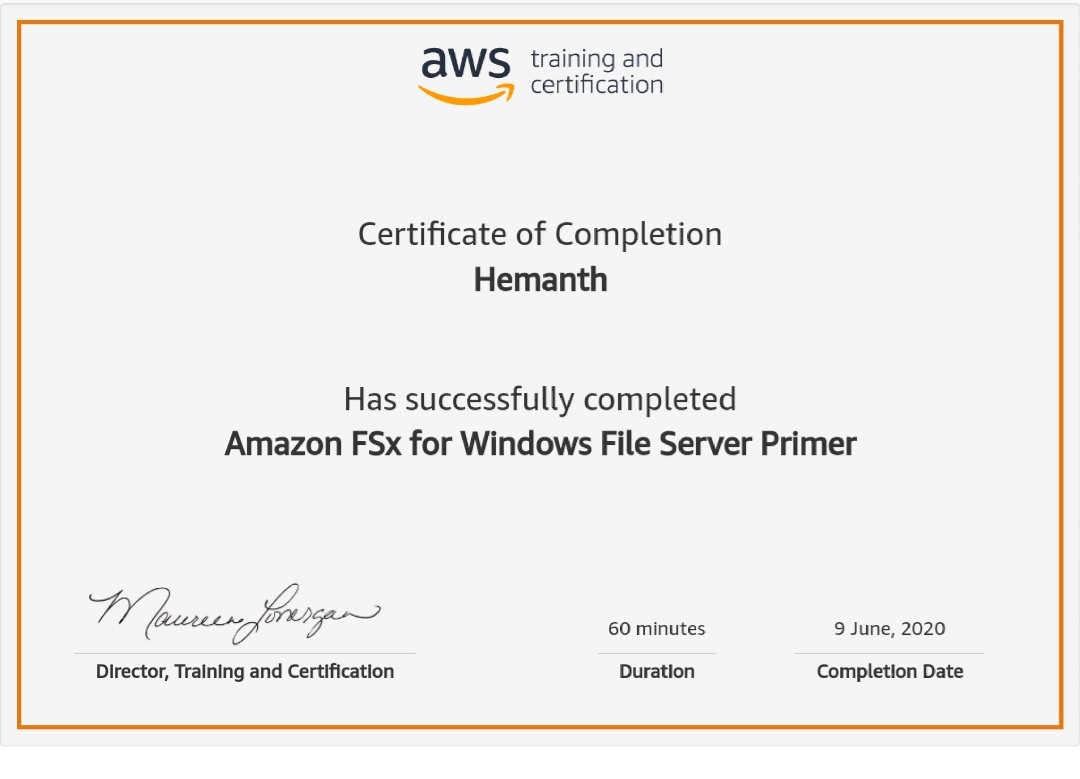 aws training and
certification
Certificate of Completion
Hemanth
Has successfully completed
Amazon FSx for Windows File Server Primer
Maureen Lonergan
60 minutes
9 June, 2020
Director, Training and Certification
Duration
Completion Date